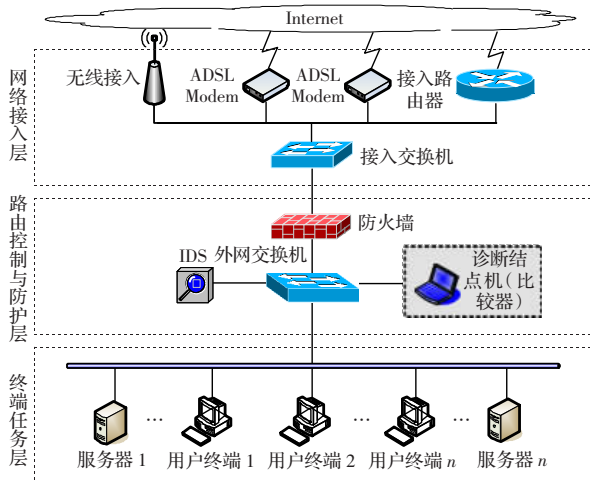 Internet
无线接入
ADSL
Modem
ADSL
Modem
接入路
由器
网络接入层
接入交换机
路由控制与防护层
防火墙
IDS 外网交换机
诊断结
点机(比
较器)
终端任务层
… … … …
服务器 1 用户终端 1 用户终端 2 用户终端 n 服务器 n